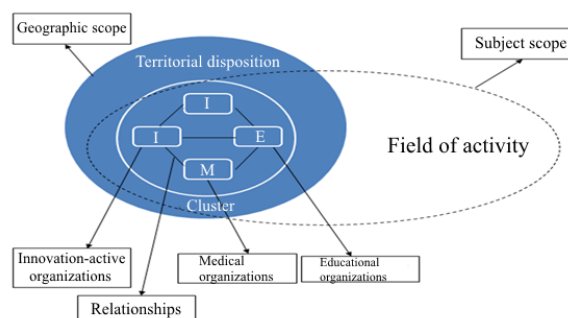 Geographic scope
Subject scope
Territorial disposition
I
I
E
M
Field of activity
Cluster
Innovation-active
organizations
Medical
organizations
Educational
organizations
Relationships